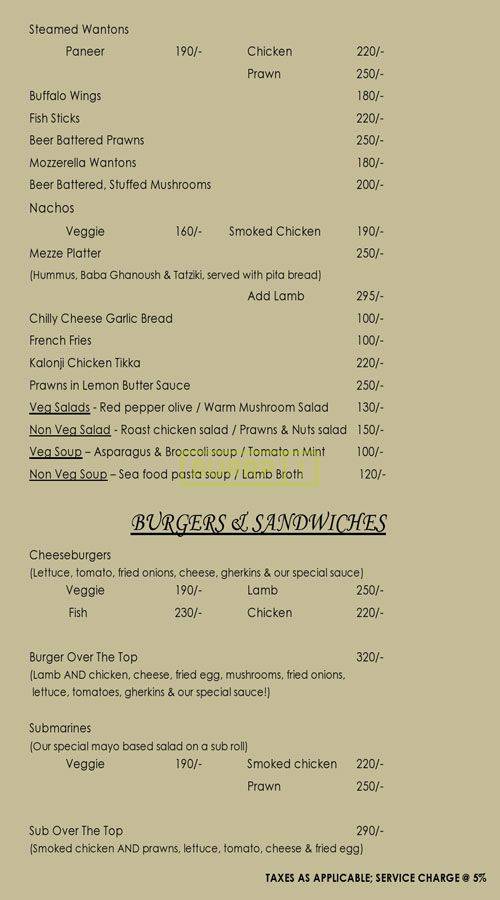 Steamed Wantons
Paneer 190/- Chicken 220/-
Prawn 250/-
Buffalo Wings 180/-
Fish Sticks 220/-
Beer Battered Prawns 250/-
Mozzerella Wantons 180/-
Beer Battered, Stuffed Mushrooms 200/-
Nachos
Veggie 160/- Smoked Chicken 190/-
Mezze Platter 250/-
(Hummus, Baba Ghanoush & Tatziki, served with pita bread)
Add Lamb 295/-
Chilly Cheese Garlic Bread 100/-
French Fries 100/-
Kalonji Chicken Tikka 220/-
Prawns in Lemon Butter Sauce 250/-
Veg Salads - Red pepper olive / Warm Mushroom Salad 130/-
Non Veg Salad - Roast chicken salad / Prawns & Nuts salad 150/-
Veg Soup – Asparagus & Broccoli soup / Tomato n Mint 100/-
Non Veg Soup – Sea food pasta soup / Lamb Broth 120/-
BURGERS & SANDWICHES
Cheeseburgers
(Lettuce, tomato, fried onions, cheese, gherkins & our special sauce)
Veggie 190/- Lamb 250/-
Fish 230/- Chicken 220/-
Burger Over The Top 320/-
(Lamb AND chicken, cheese, fried egg, mushrooms, fried onions,
lettuce, tomatoes, gherkins & our special sauce!)
Submarines
(Our special mayo based salad on a sub roll)
Veggie 190/- Smoked chicken 220/-
Prawn 250/-
Sub Over The Top 290/-
(Smoked chicken AND prawns, lettuce, tomato, cheese & fried egg)
TAXES AS APPLICABLE; SERVICE CHARGE @ 5%